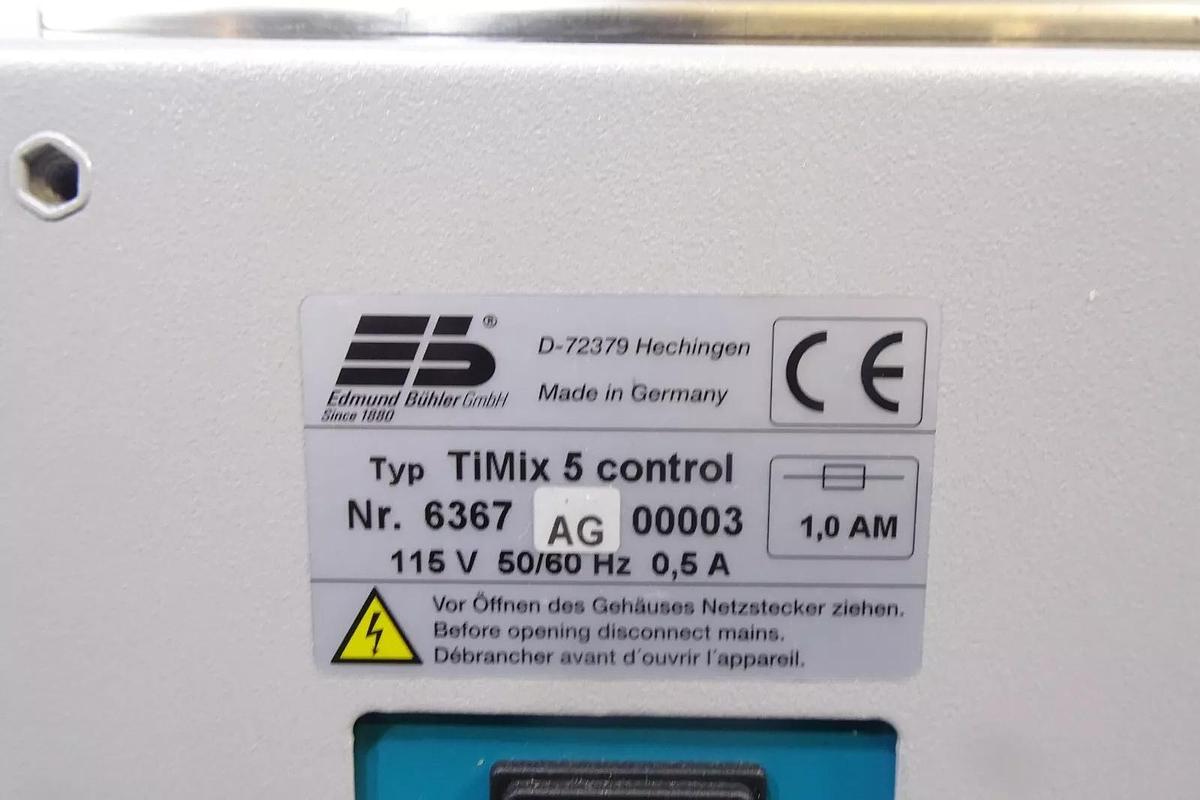 ®
Edmund Bühler GmbH
Since 1880
D-72379 Hechingen
Made in Germany
CE
Typ TiMix 5 control
Nr. 6367 AG 00003
115 V 50/60 Hz 0,5 A
1,0 AM
Vor Öffnen des Gehäuses Netzstecker ziehen.
Before opening disconnect mains.
Débrancher avant d´ouvrir l´appareil.